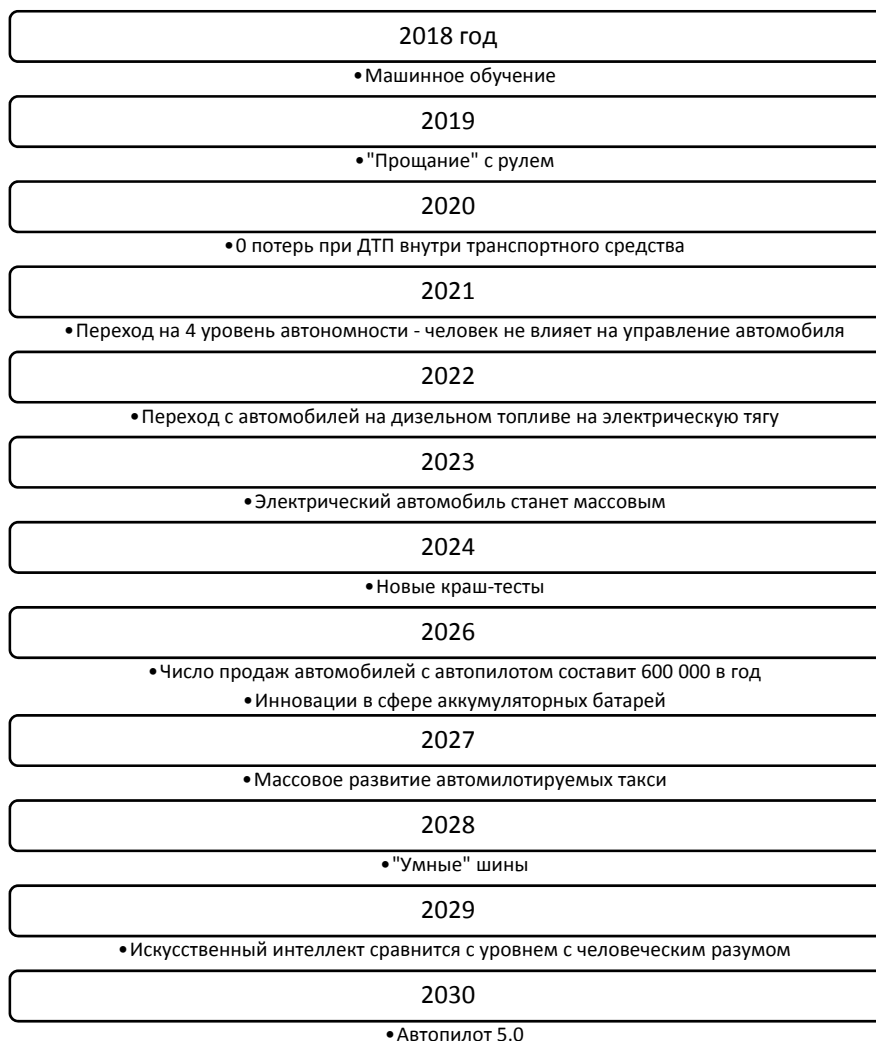 2018 год
•Машинное обучение
2019
•"Прощание" с рулем
2020
•0 потерь при ДТП внутри транспортного средства
2021
•Переход на 4 уровень автономности - человек не влияет на управление автомобиля
2022
•Переход с автомобилей на дизельном топливе на электрическую тягу
2023
•Электрический автомобиль станет массовым
2024
•Новые краш-тесты
2026
•Число продаж автомобилей с автопилотом составит 600 000 в год
•Инновации в сфере аккумуляторных батарей
2027
•Массовое развитие автомилотируемых такси
2028
•"Умные" шины
2029
•Искусственный интеллект сравнится с уровнем с человеческим разумом
2030
•Автопилот 5.0